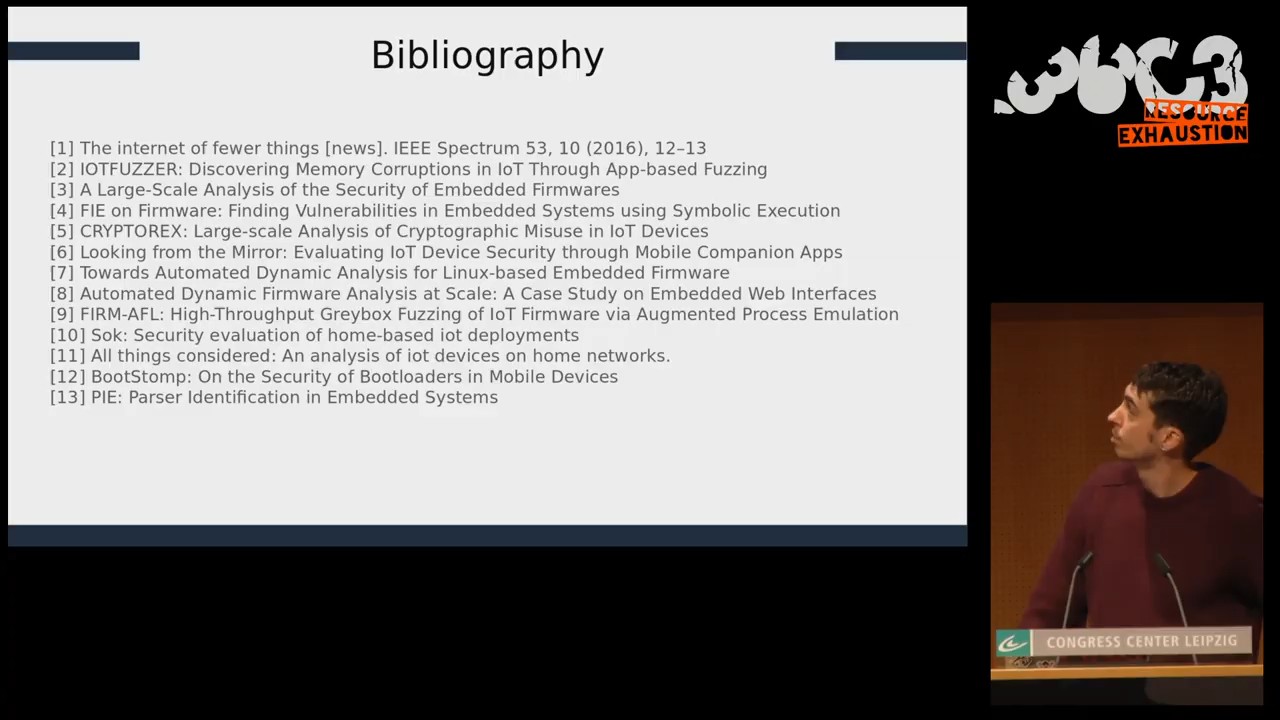 Bibliography
[1] The internet of fewer things [news]. IEEE Spectrum 53, 10 (2016), 12–13
[2] IOTFUZZER: Discovering Memory Corruptions in IoT Through App-based Fuzzing
[3] A Large-Scale Analysis of the Security of Embedded Firmwares
[4] FIE on Firmware: Finding Vulnerabilities in Embedded Systems using Symbolic Execution
[5] CRYPTOREX: Large-scale Analysis of Cryptographic Misuse in IoT Devices
[6] Looking from the Mirror: Evaluating IoT Device Security through Mobile Companion Apps
[7] Towards Automated Dynamic Analysis for Linux-based Embedded Firmware
[8] Automated Dynamic Firmware Analysis at Scale: A Case Study on Embedded Web Interfaces
[9] FIRM-AFL: High-Throughput Greybox Fuzzing of IoT Firmware via Augmented Process Emulation
[10] Sok: Security evaluation of home-based iot deployments
[11] All things considered: An analysis of iot devices on home networks.
[12] BootStomp: On the Security of Bootloaders in Mobile Devices
[13] PIE: Parser Identification in Embedded Systems
36C3
RESOURCE
EXHAUSTION
CONGRESS CENTER LEIPZIG